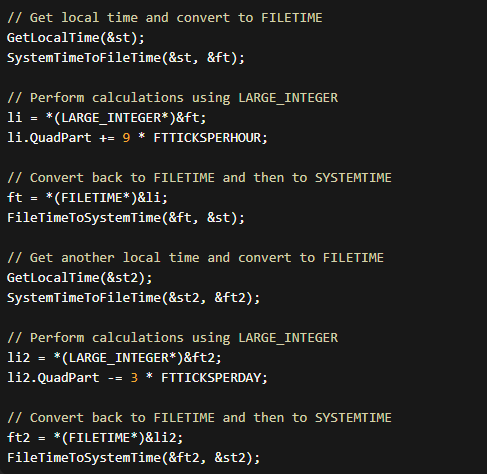 // Get local time and convert to FILETIME
GetLocalTime(&st);
SystemTimeToFileTime(&st, &ft);
// Perform calculations using LARGE_INTEGER
li = *(LARGE_INTEGER*)&ft;
li.QuadPart += 9 * FTTICKSPERHOUR;
// Convert back to FILETIME and then to SYSTEMTIME
ft = *(FILETIME*)&li;
FileTimeToSystemTime(&ft, &st);
// Get another local time and convert to FILETIME
GetLocalTime(&st2);
SystemTimeToFileTime(&st2, &ft2);
// Perform calculations using LARGE_INTEGER
li2 = *(LARGE_INTEGER*)&ft2;
li2.QuadPart -= 3 * FTTICKSPERDAY;
// Convert back to FILETIME and then to SYSTEMTIME
ft2 = *(FILETIME*)&li2;
FileTimeToSystemTime(&ft2, &st2);